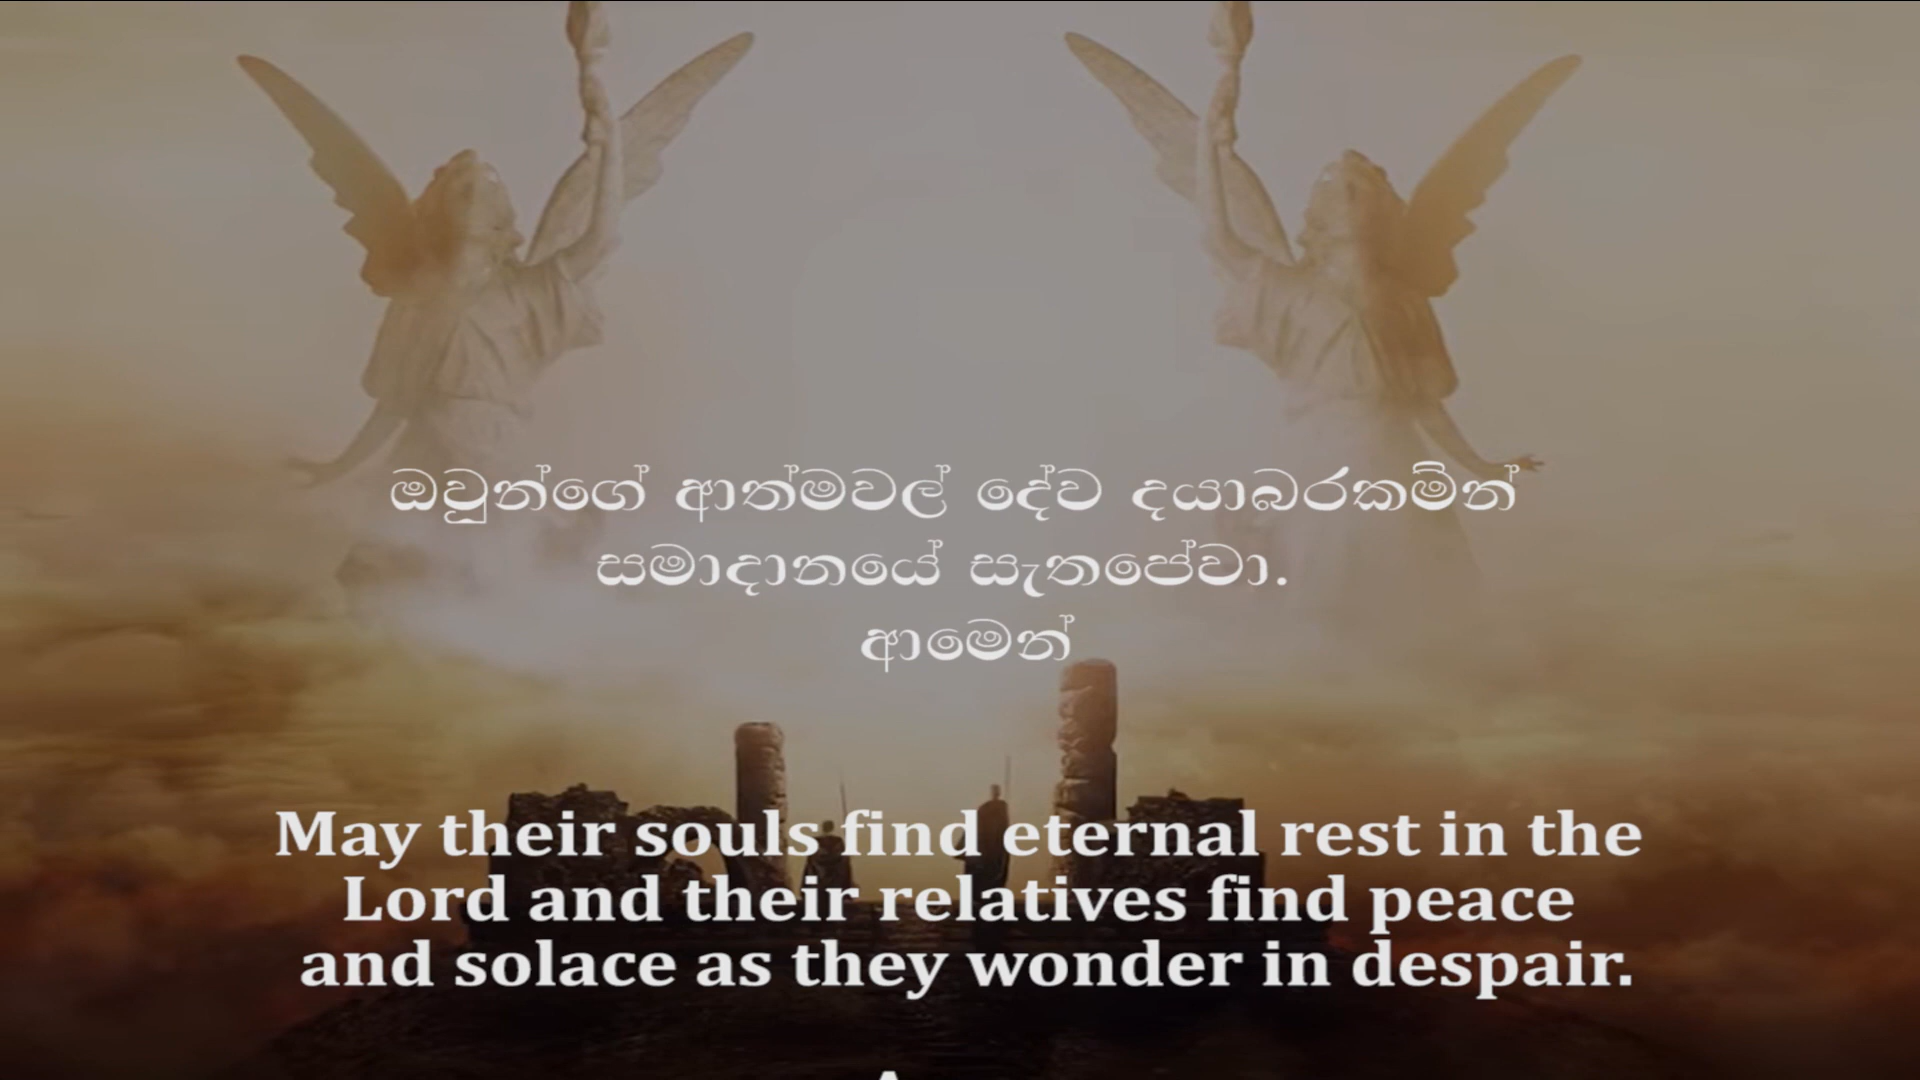 ඔවුන්ගේ ආත්මවල් දේව දයාබරකමින්
සමාදානයේ සැතපේවා.
ආමෙන්
May their souls find eternal rest in the
Lord and their relatives find peace
and solace as they wonder in despair.